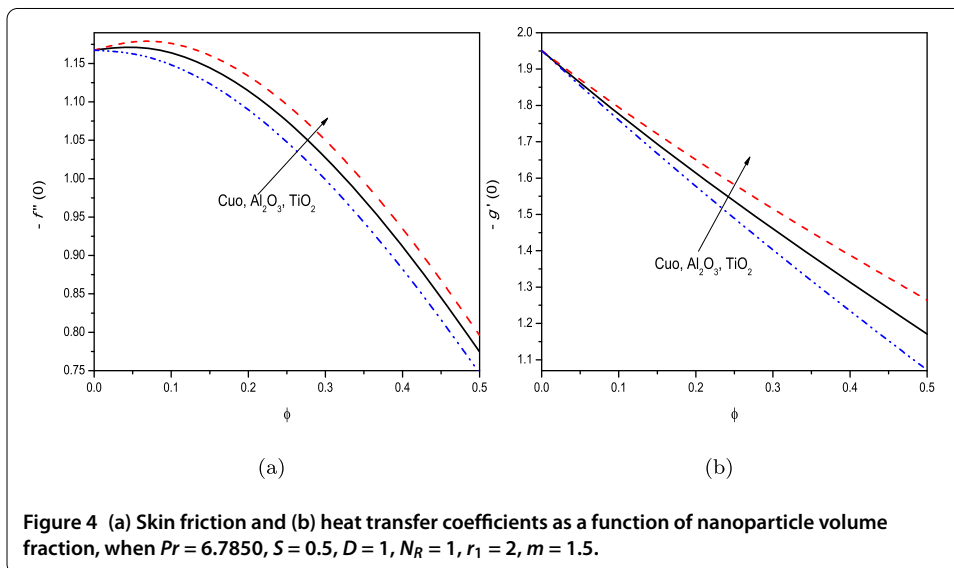 1.15
1.10
1.05
1.00
0.95
0.90
0.85
0.80
0.75
- f" (0)
Cuo, Al₂O₃, TiO₂
0.0 0.1 0.2 0.3 0.4 0.5
ϕ
(a)
2.0
1.9
1.8
1.7
1.6
1.5
1.4
1.3
1.2
1.1
- g' (0)
Cuo, Al₂O₃, TiO₂
0.0 0.1 0.2 0.3 0.4 0.5
ϕ
(b)
Figure 4 (a) Skin friction and (b) heat transfer coefficients as a function of nanoparticle volume
fraction, when Pr = 6.7850, S = 0.5, D = 1, N_R = 1, r₁ = 2, m = 1.5.